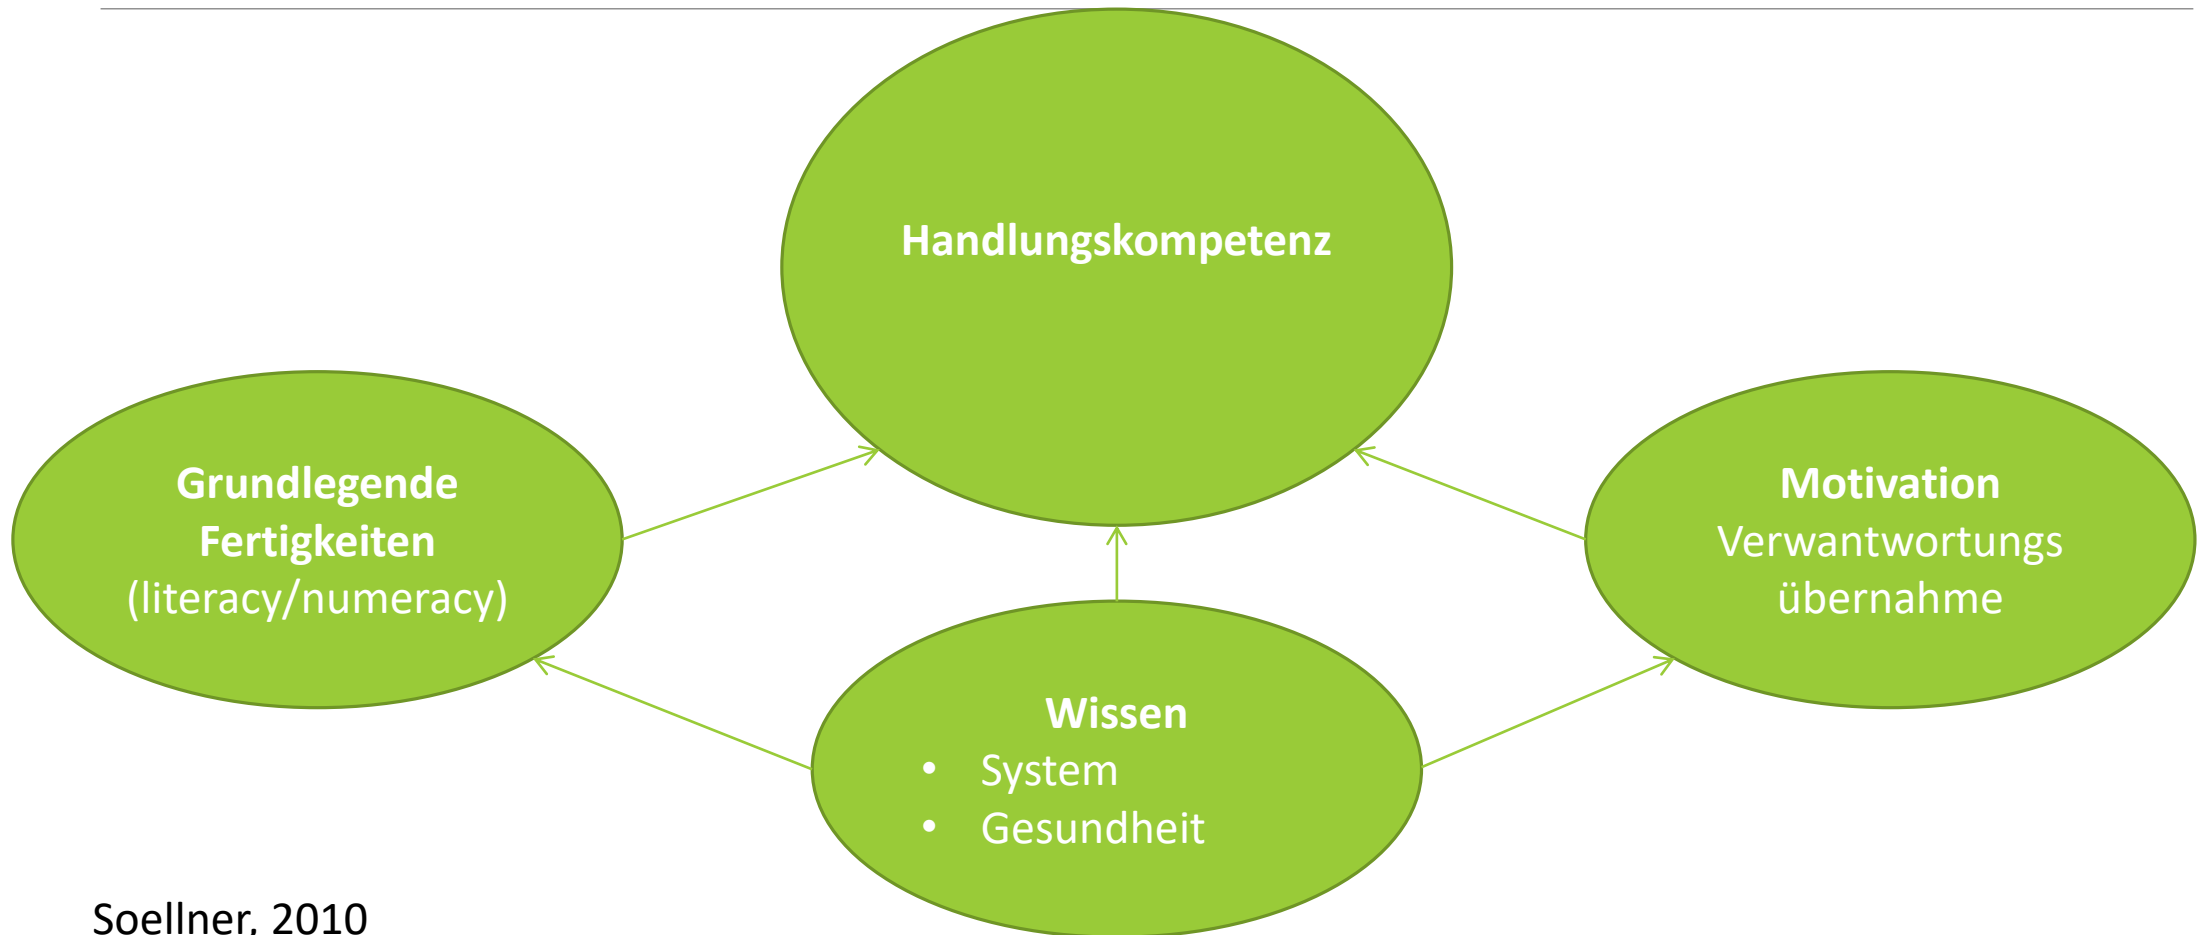 Handlungskompetenz
Grundlegende
Fertigkeiten
(literacy/numeracy)
Motivation
Verwantwortungs
übernahme
Wissen
• System
• Gesundheit
Soellner, 2010